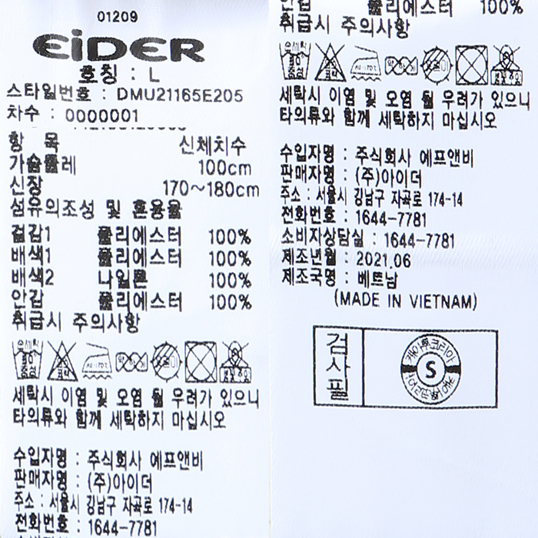 01209
EiDER
호칭 : L
스타일번호 : DMU21165E205
차수 : 0000001
항 목 신체치수
가슴둘레 100cm
신장 170~180cm
섬유의조성 및 혼용율
겉감1 폴리에스터 100%
배색1 폴리에스터 100%
배색2 나일론 100%
안감 폴리에스터 100%
취급시 주의사항
세탁시 이염 및 오염 될 우려가 있으니
타의류와 함께 세탁하지 마십시오
수입자명 : 주식회사 에프앤비
판매자명 : (주)아이더
주소 : 서울시 강남구 자곡로 174-14
전화번호 : 1644-7781
안감 폴리에스터 100%
취급시 주의사항
세탁시 이염 및 오염 될 우려가 있으니
타의류와 함께 세탁하지 마십시오
수입자명 : 주식회사 에프앤비
판매자명 : (주)아이더
주소 : 서울시 강남구 자곡로 174-14
전화번호 : 1644-7781
소비자상담실 : 1644-7781
제조년월 : 2021.06
제조국명 : 베트남
(MADE IN VIETNAM)
검사필
S